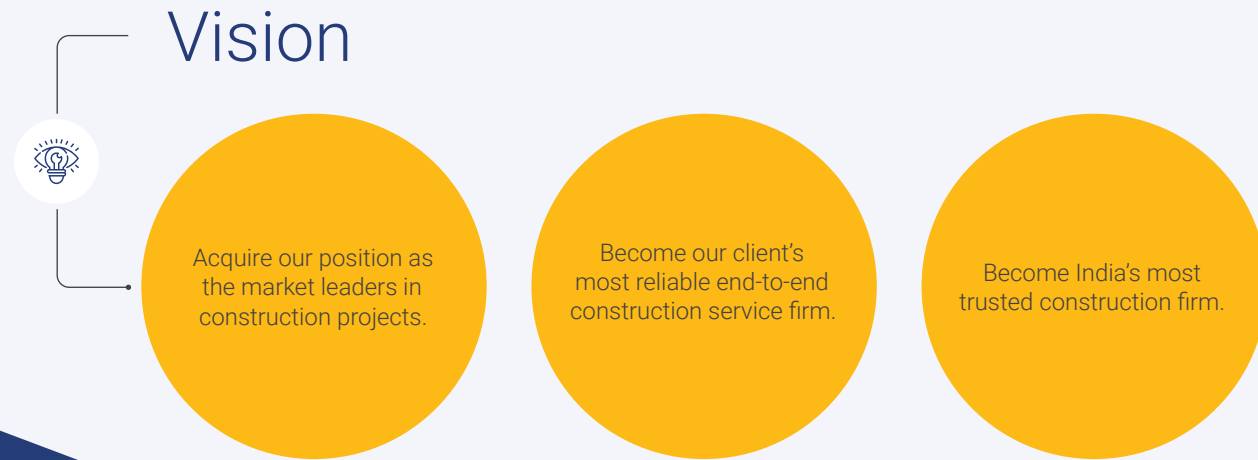 Vision
Acquire our position as
the market leaders in
construction projects.
Become our client’s
most reliable end-to-end
construction service firm.
Become India’s most
trusted construction firm.